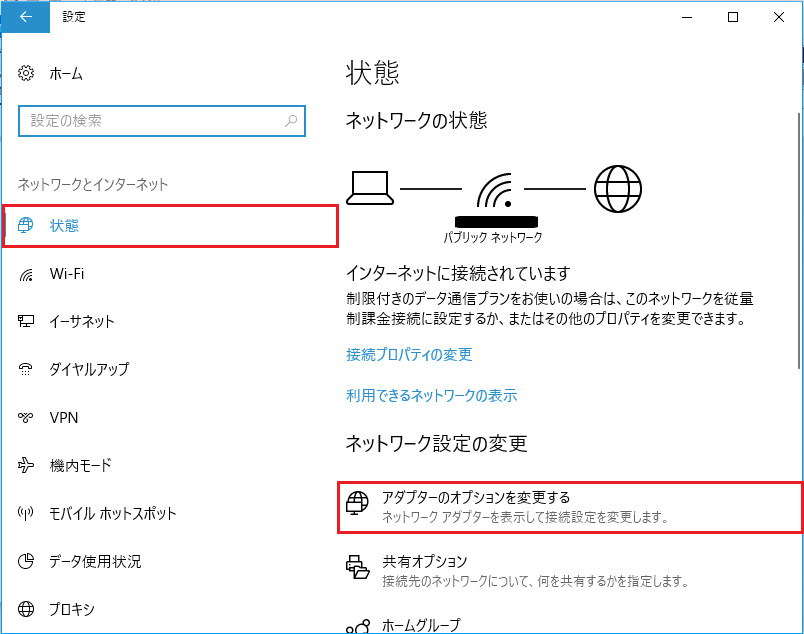 設定
ホーム
設定の検索
ネットワークとインターネット
状態
Wi-Fi
イーサネット
ダイヤルアップ
VPN
機内モード
モバイル ホットスポット
データ使用状況
プロキシ
状態
ネットワークの状態
パブリック ネットワーク
インターネットに接続されています
制限付きのデータ通信プランをお使いの場合は、このネットワークを従量
制課金接続に設定するか、またはその他のプロパティを変更できます。
接続プロパティの変更
利用できるネットワークの表示
ネットワーク設定の変更
アダプターのオプションを変更する
ネットワーク アダプターを表示して接続設定を変更します。
共有オプション
接続先のネットワークについて、何を共有するかを指定します。
ホームグループ